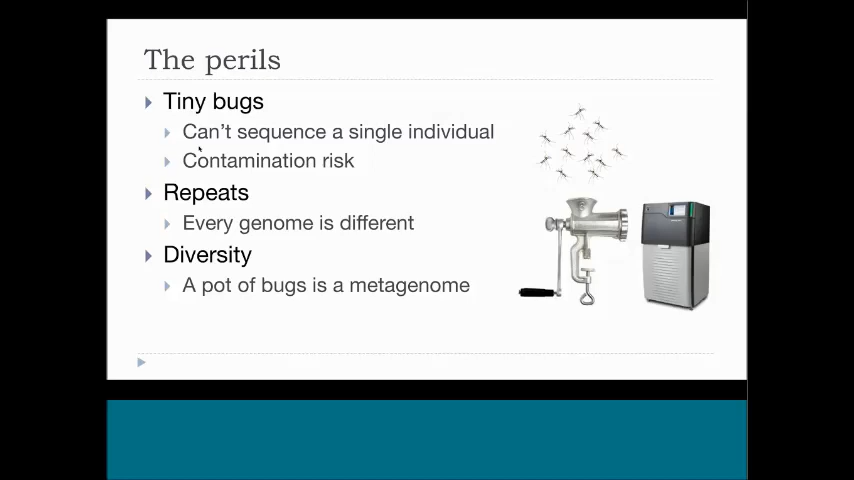 The perils
Tiny bugs
Can't sequence a single individual
Contamination risk
Repeats
Every genome is different
Diversity
A pot of bugs is a metagenome